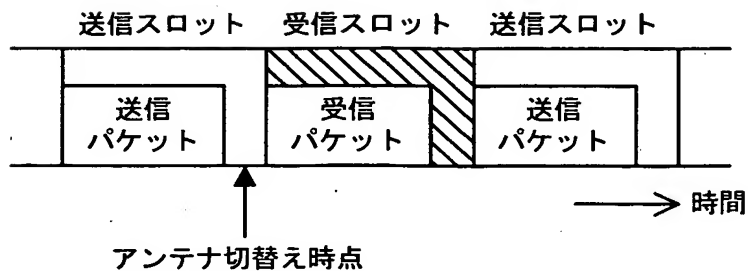 送信スロット 受信スロット 送信スロット
送信
パケット
受信
パケット
送信
パケット
時間
アンテナ切替え時点